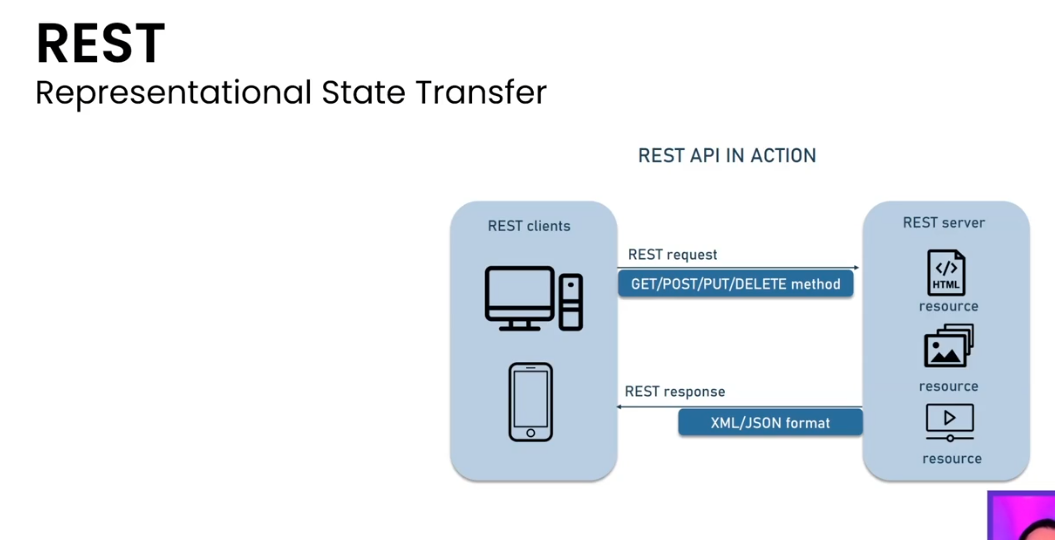 REST
Representational State Transfer
REST API IN ACTION
REST clients
REST server
REST request
GET/POST/PUT/DELETE method
</>
HTML
resource
resource
REST response
XML/JSON format
resource